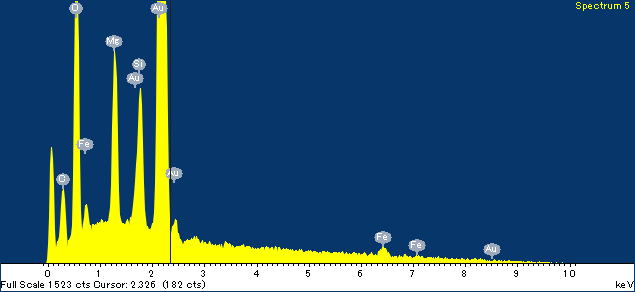 Spectrum 5
O
Au
Mg
Si
Au
Fe
Au
C
Fe
Fe
Au
0 1 2 3 4 5 6 7 8 9 10
Full Scale 1523 cts Cursor: 2.326 (182 cts) keV